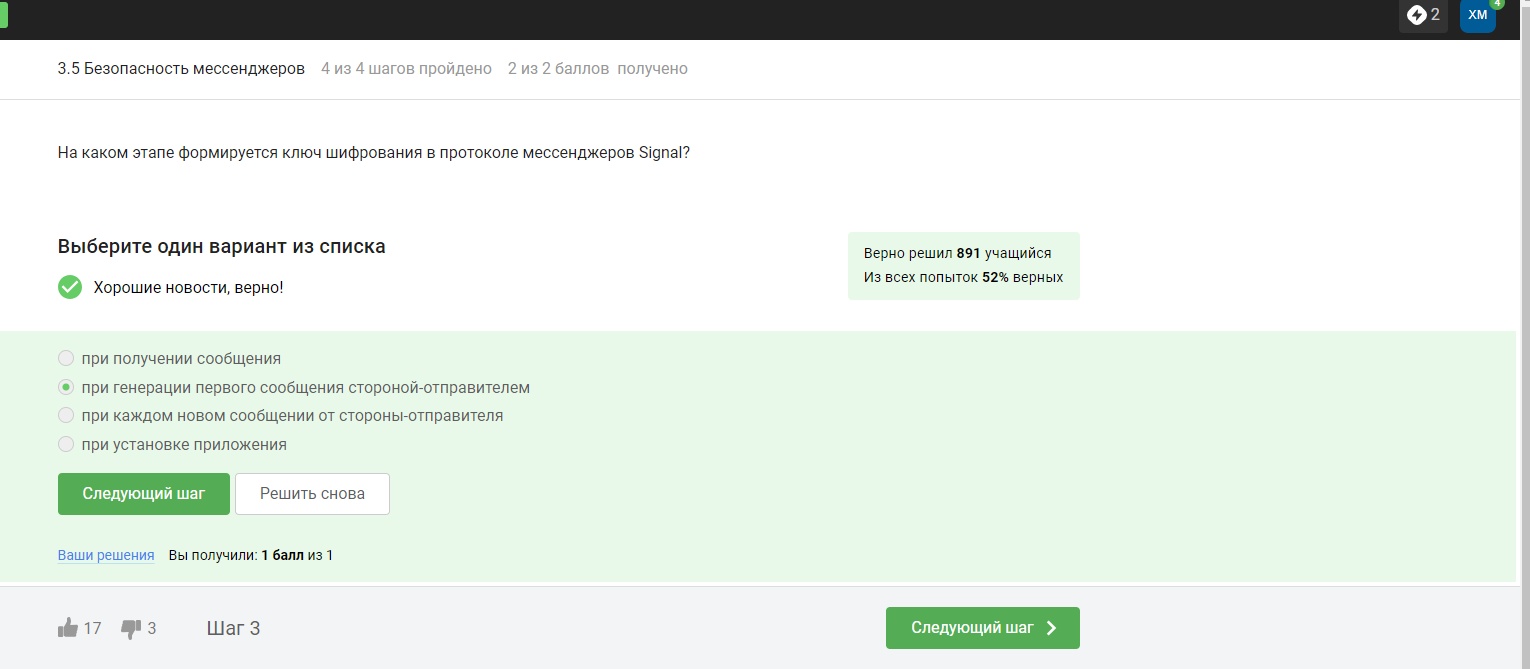 2
ХМ
4
3.5 Безопасность мессенджеров 4 из 4 шагов пройдено 2 из 2 баллов получено
На каком этапе формируется ключ шифрования в протоколе мессенджеров Signal?
Выберите один вариант из списка
Хорошие новости, верно!
Верно решил 891 учащийся
Из всех попыток 52% верных
при получении сообщения
при генерации первого сообщения стороной-отправителем
при каждом новом сообщении от стороны-отправителя
при установке приложения
Следующий шаг
Решить снова
Ваши решения Вы получили: 1 балл из 1
17 3 Шаг 3
Следующий шаг